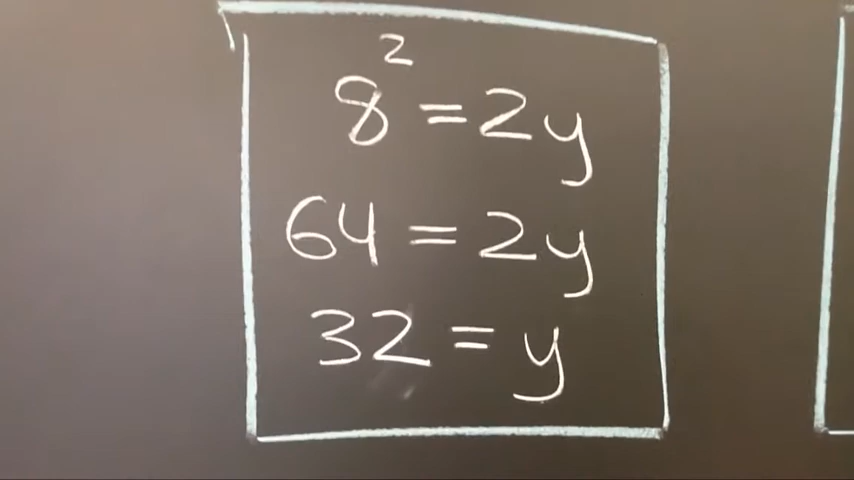 8² = 2y
64 = 2y
32 = y